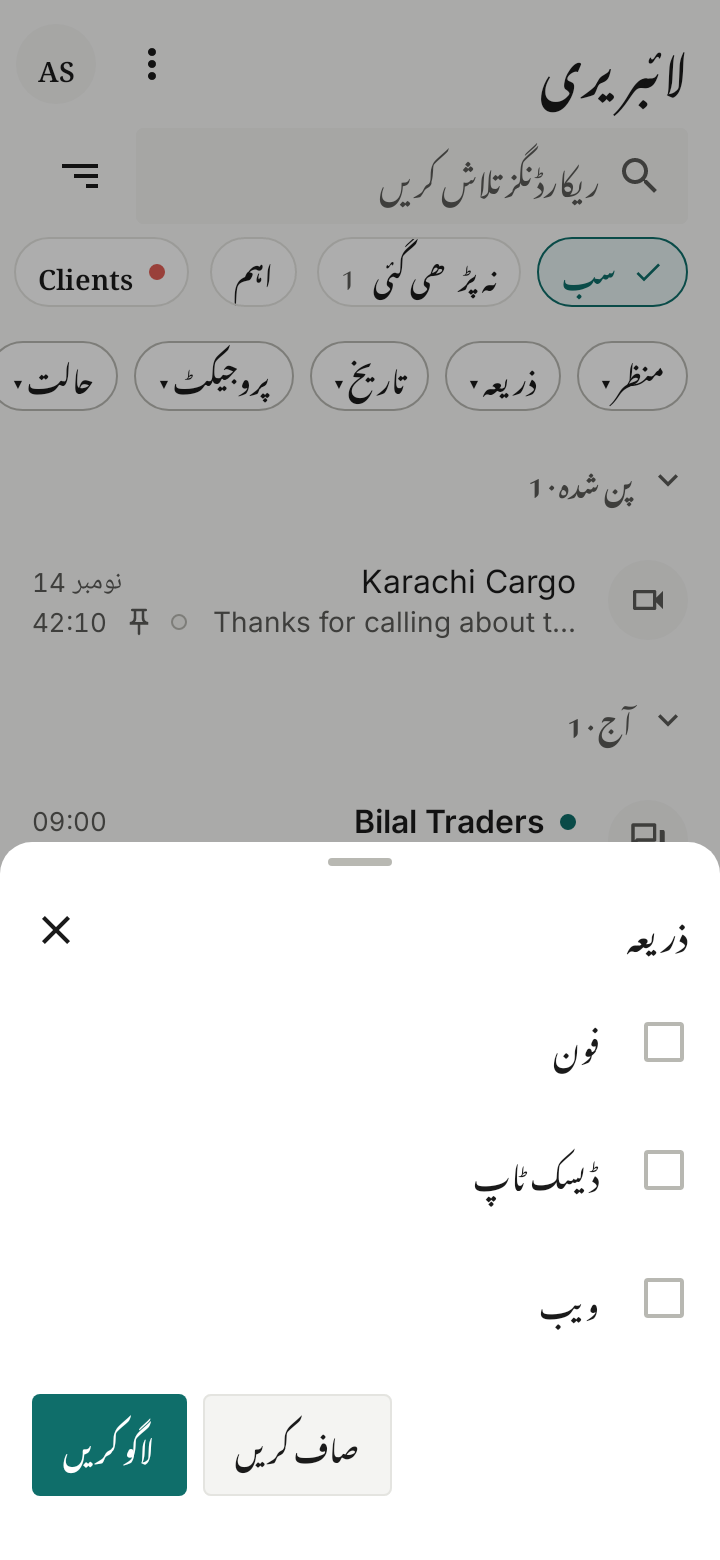 لائبریری
AS
ریکارڈنگز تلاش کریں
سب
نہ پڑھی گئی 1
اہم
Clients
منظر ▾
ذریعہ ▾
تاریخ ▾
پروجیکٹ ▾
حالت ▾
پن شدہ · 1
Karachi Cargo
14 نومبر
Thanks for calling about t...
42:10
آج · 1
Bilal Traders
09:00
ذریعہ
فون
ڈیسک ٹاپ
ویب
صاف کریں
لاگو کریں